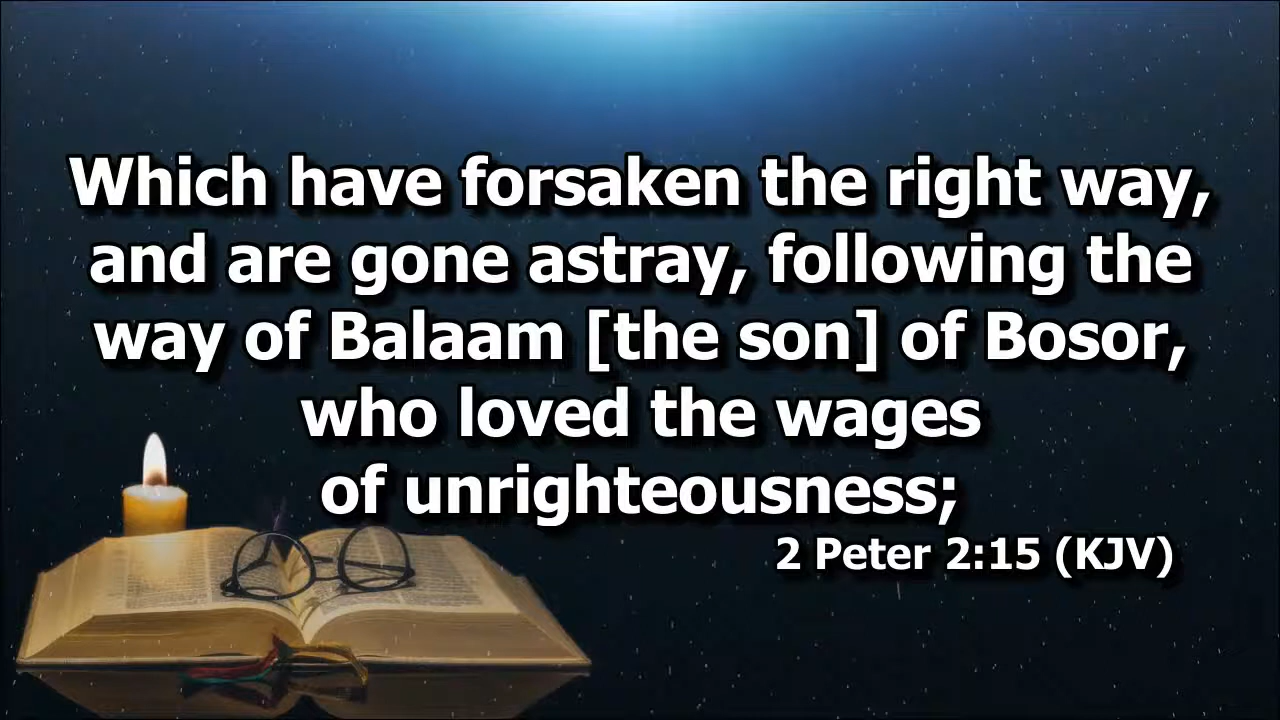 Which have forsaken the right way,
and are gone astray, following the
way of Balaam [the son] of Bosor,
who loved the wages
of unrighteousness;
2 Peter 2:15 (KJV)